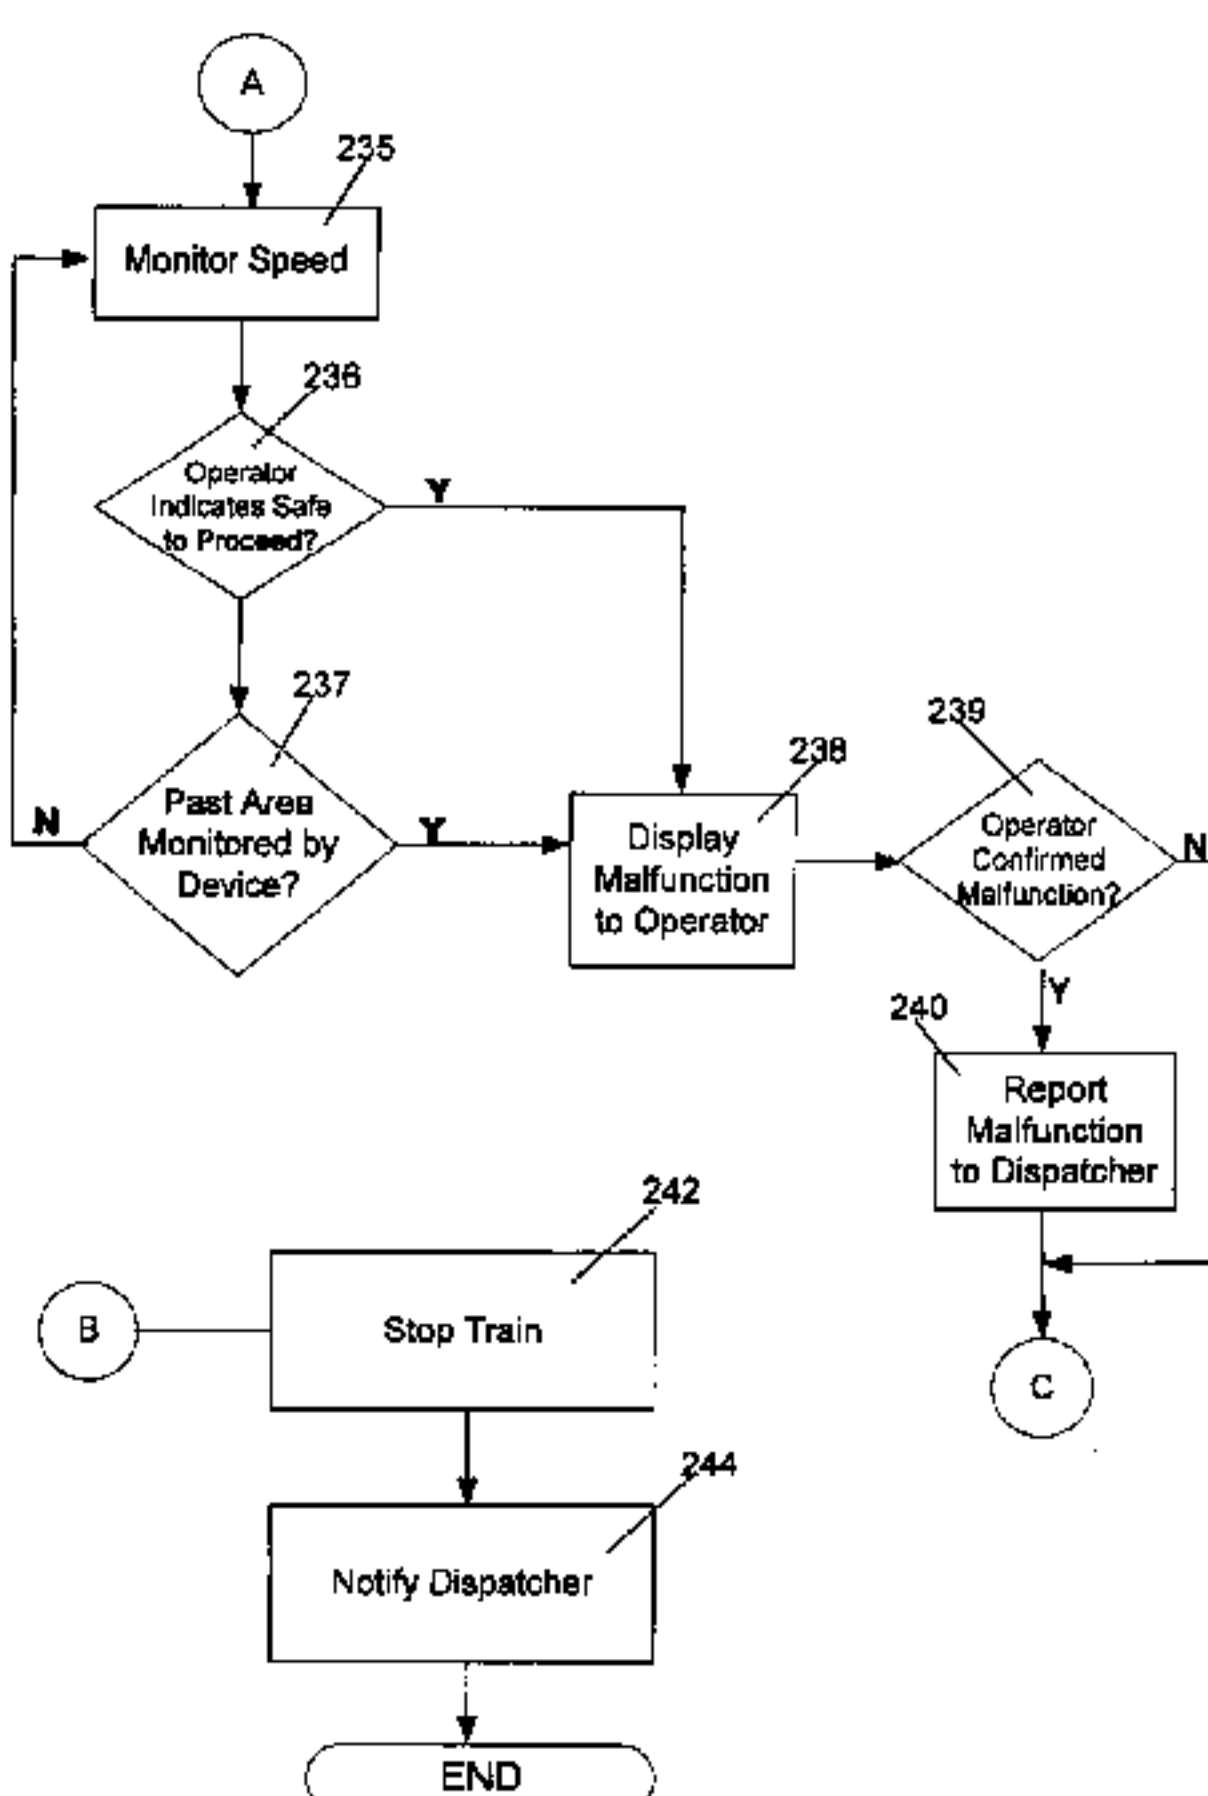 A
235
Monitor Speed
236
Operator
Indicates Safe
to Proceed?
Y
237
Past Area
Monitored by
Device?
N
Y
238
Display
Malfunction
to Operator
239
Operator
Confirmed
Malfunction?
N
Y
240
Report
Malfunction
to Dispatcher
C
242
B
Stop Train
244
Notify Dispatcher
END